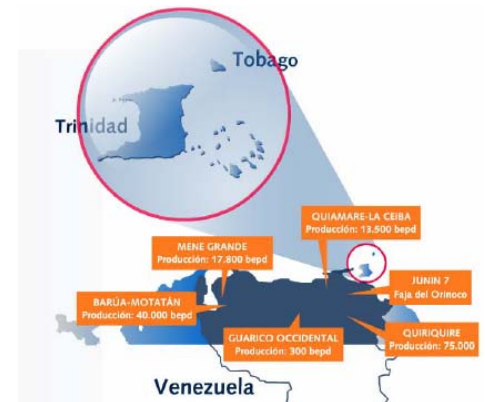 Tobago
Trinidad
QUIAMARE-LA CEIBA
Producción: 13.500 bepd
MENE GRANDE
Producción: 17.800 bepd
JUNIN 7
Faja del Orinoco
BARÚA-MOTATÁN
Producción: 40.000 bepd
GUARICO OCCIDENTAL
Producción: 300 bepd
QUIRIQUIRE
Producción: 75.000
Venezuela